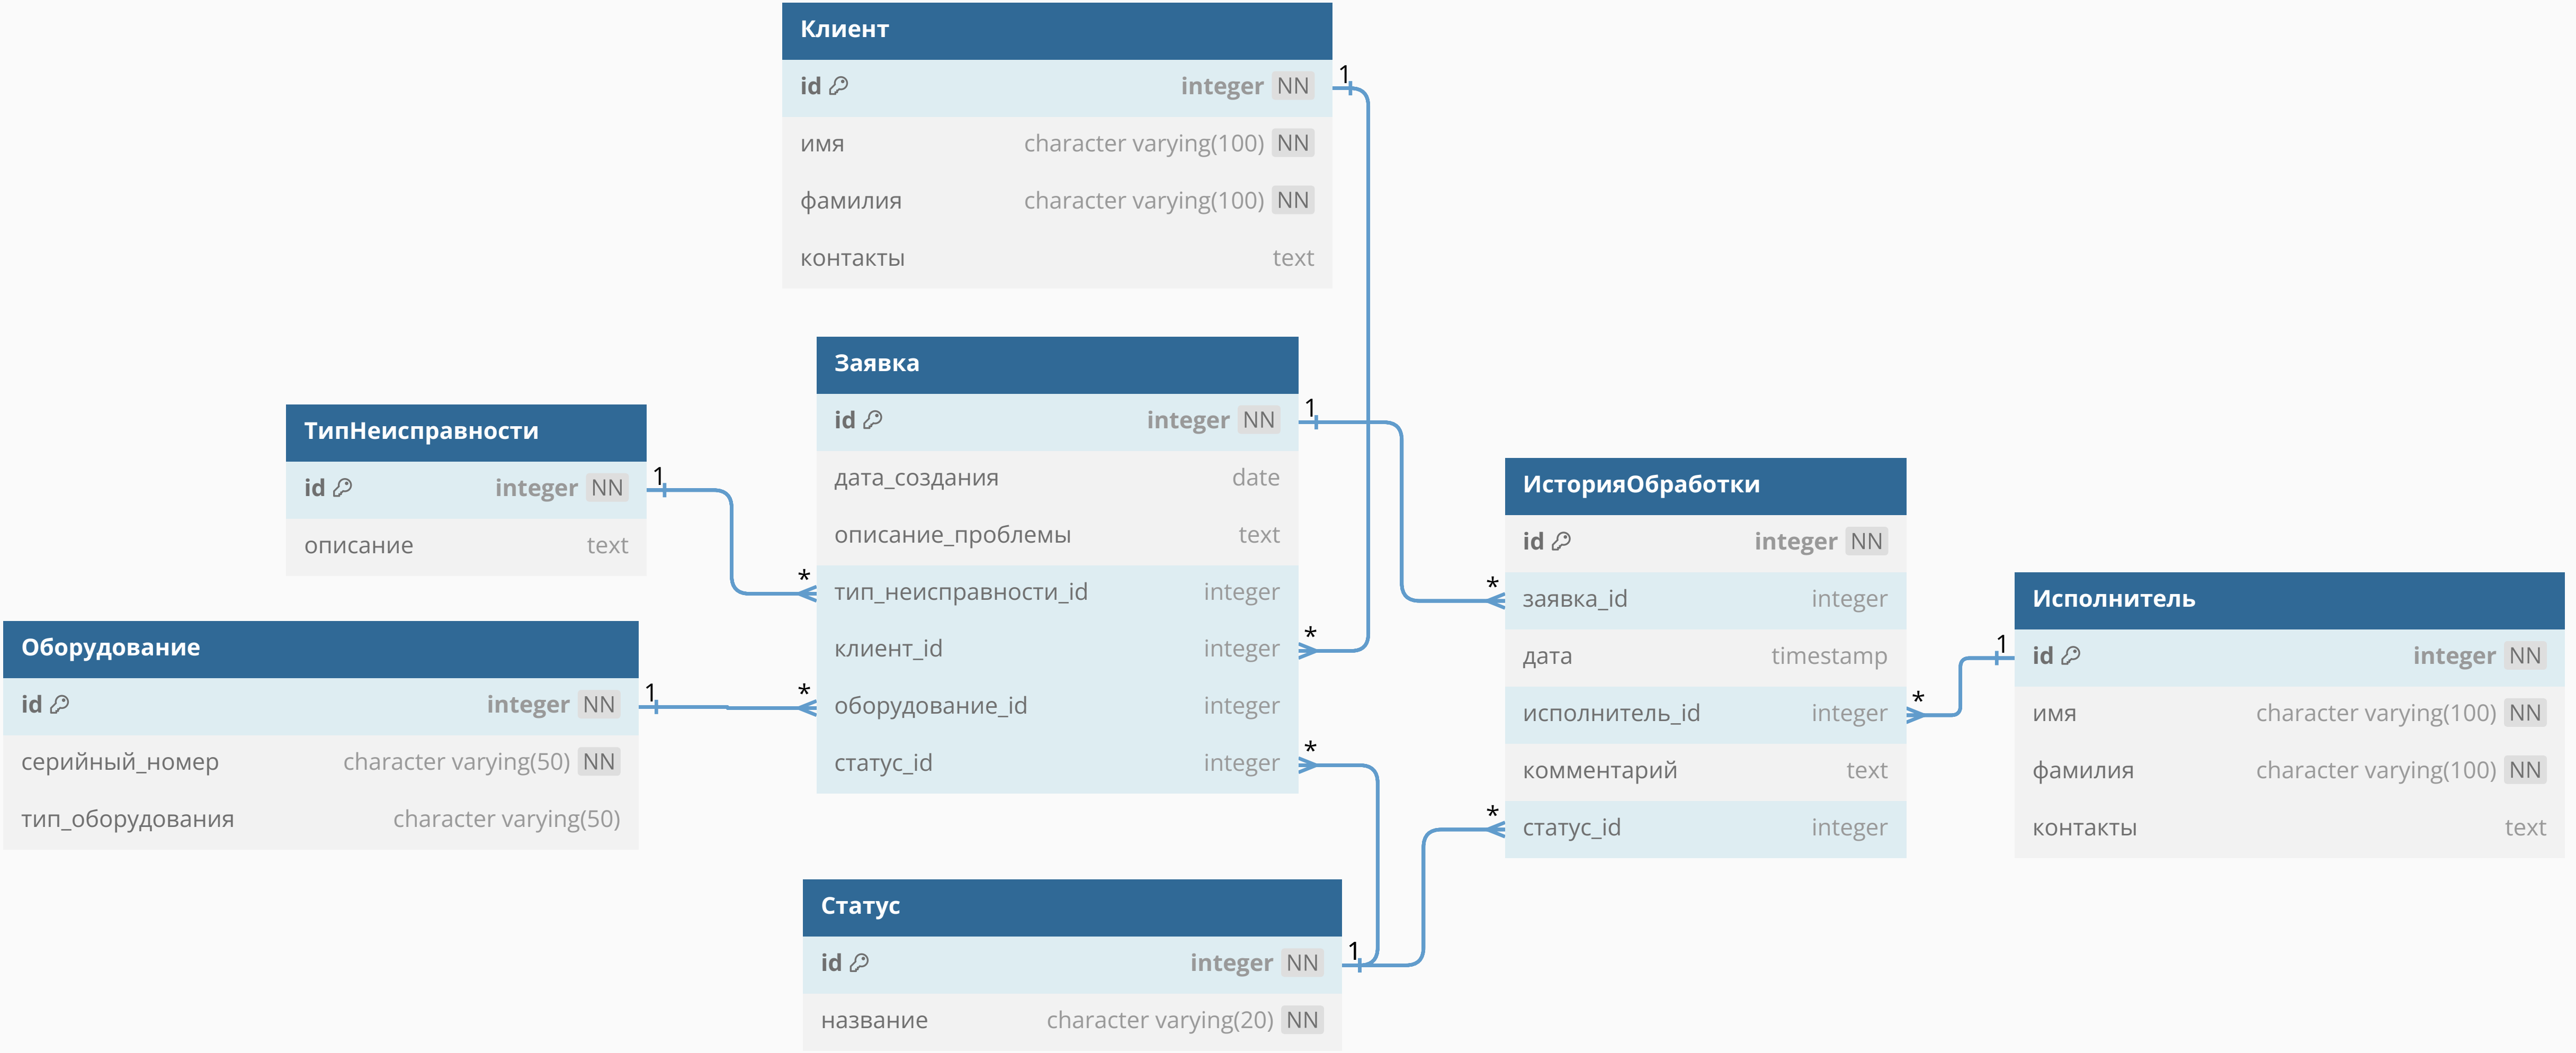 Клиент
id integer NN
имя character varying(100) NN
фамилия character varying(100) NN
контакты text
1
Заявка
id integer NN
дата_создания date
описание_проблемы text
тип_неисправности_id integer
клиент_id integer
оборудование_id integer
статус_id integer
1
*
*
*
*
ТипНеисправности
id integer NN
описание text
1
Оборудование
id integer NN
серийный_номер character varying(50) NN
тип_оборудования character varying(50)
1
ИсторияОбработки
id integer NN
заявка_id integer
дата timestamp
исполнитель_id integer
комментарий text
статус_id integer
*
*
*
Исполнитель
id integer NN
имя character varying(100) NN
фамилия character varying(100) NN
контакты text
1
Статус
id integer NN
название character varying(20) NN
1